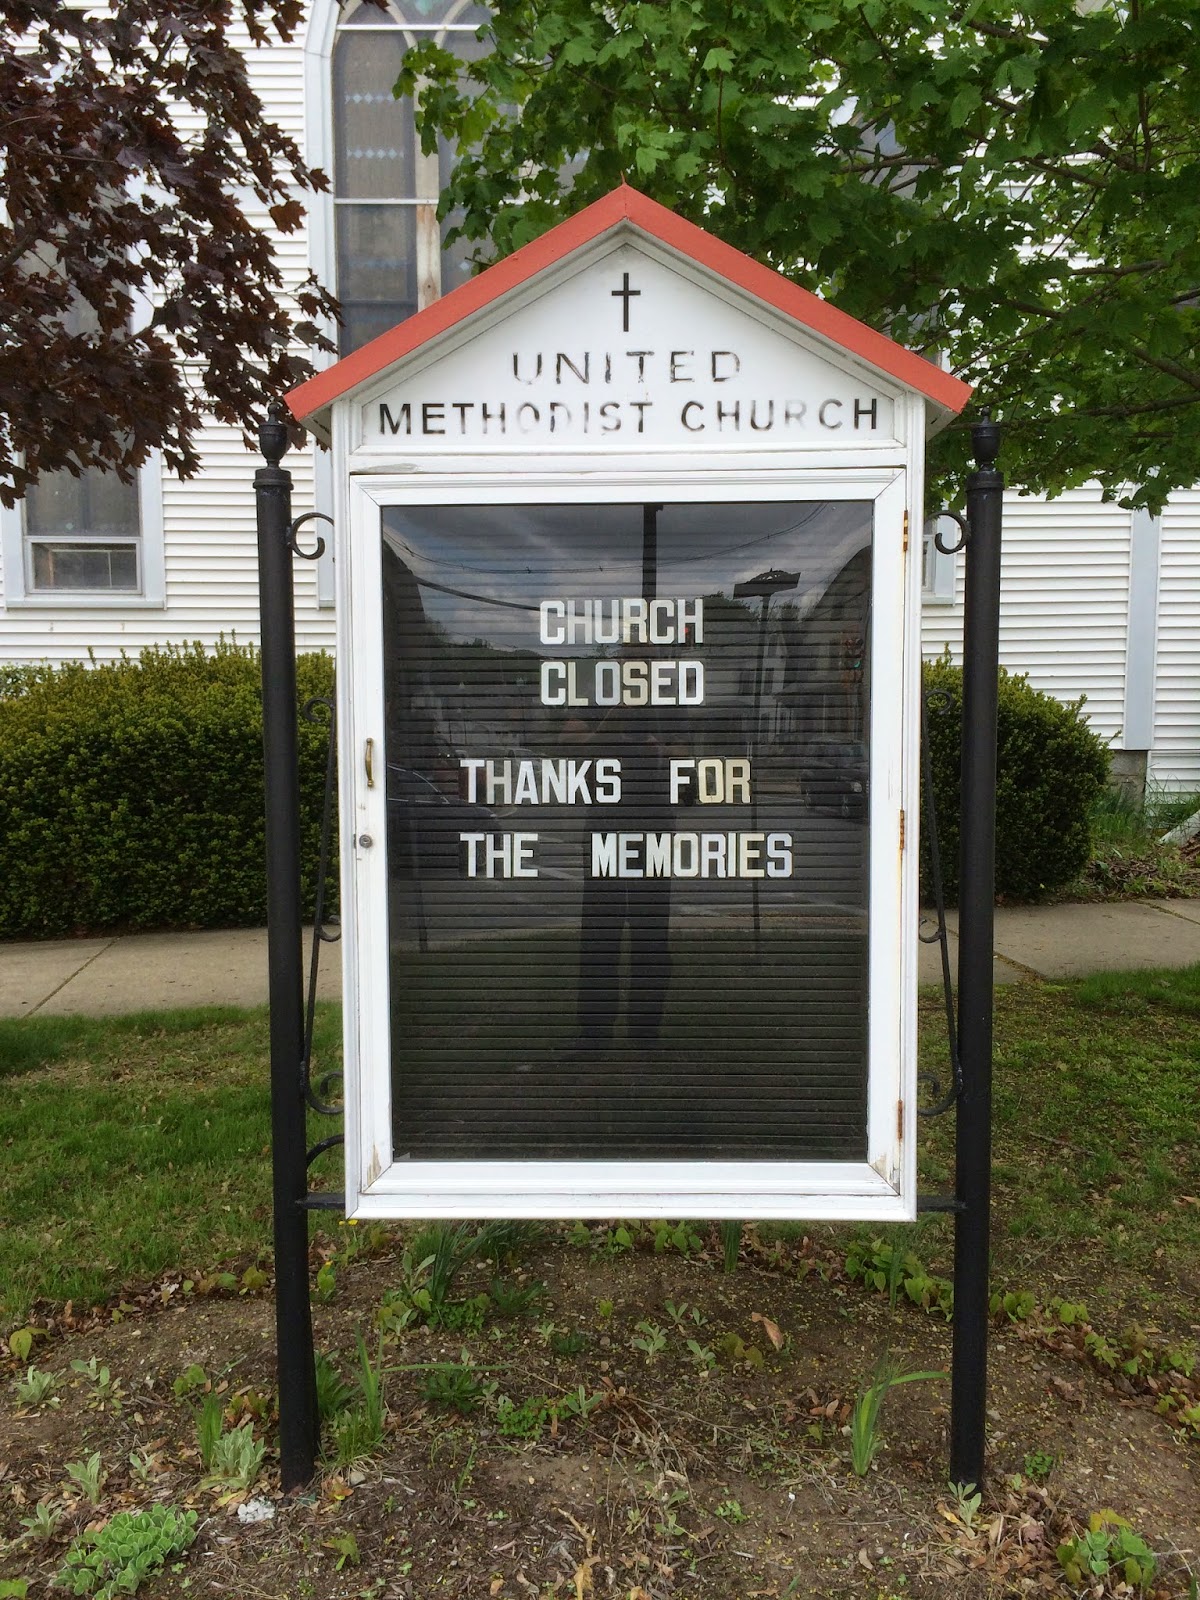 UNITED
METHODIST CHURCH
CHURCH
CLOSED
THANKS FOR
THE MEMORIES